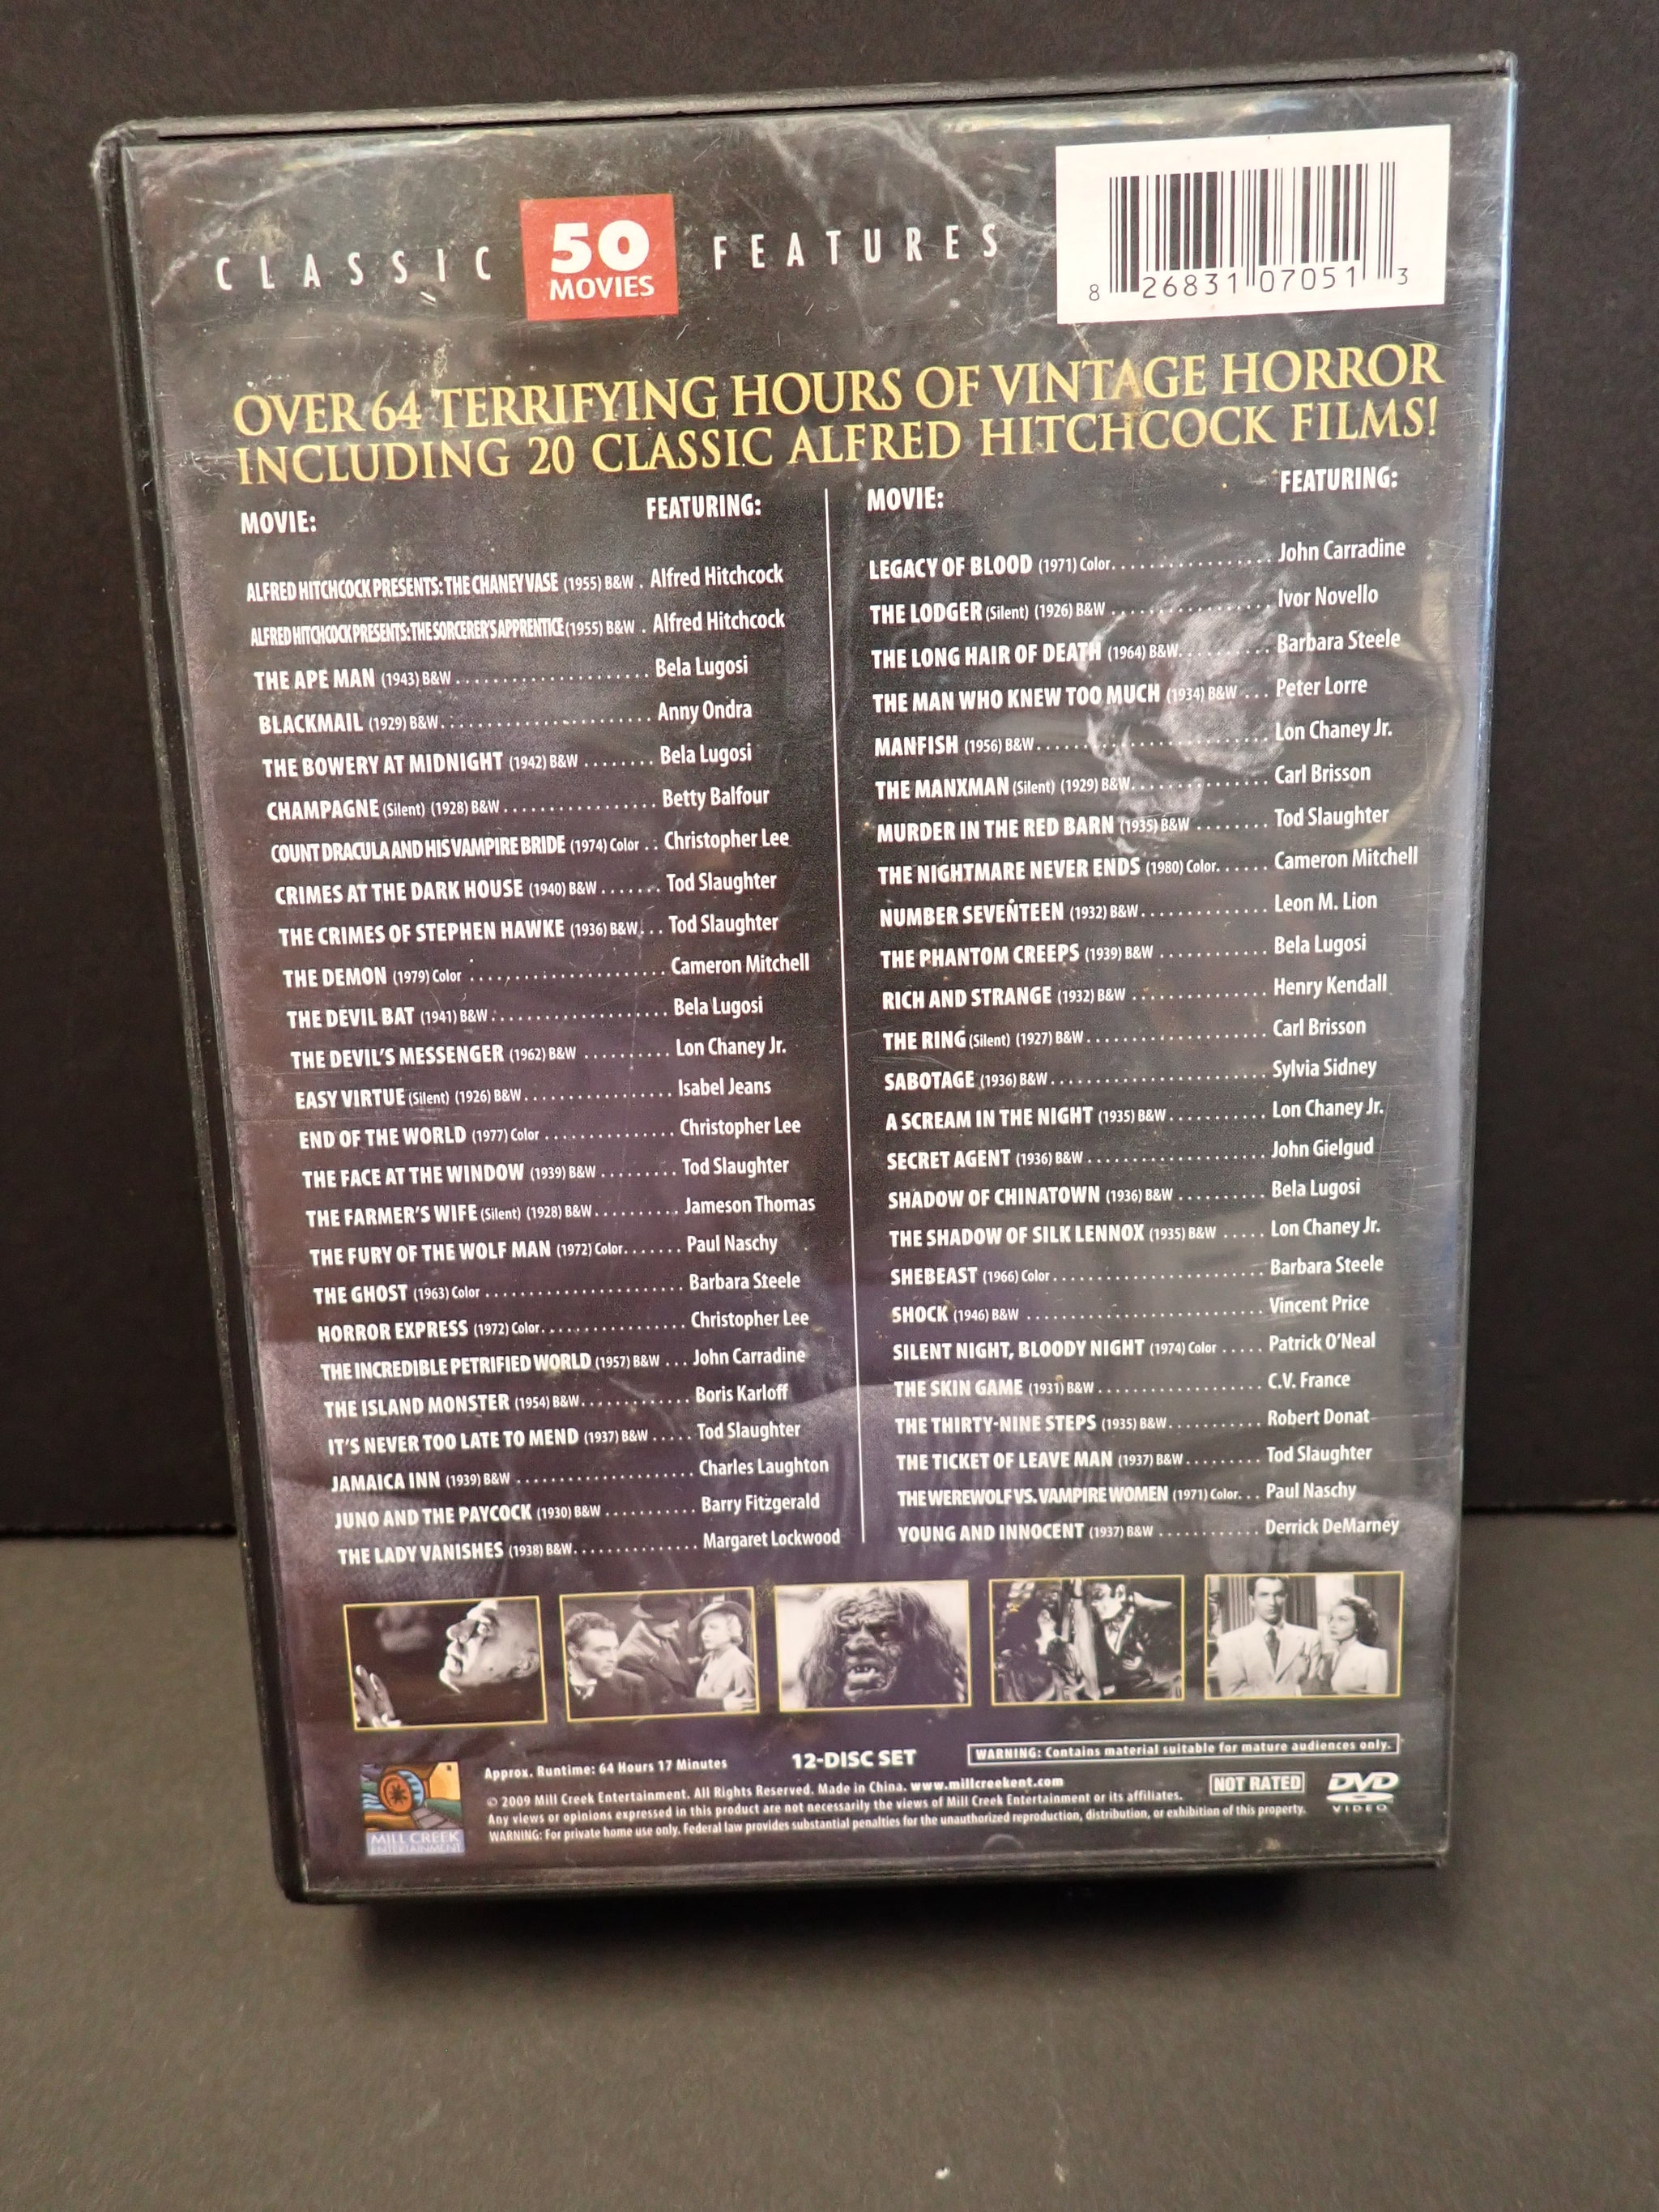 CLASSIC 50 MOVIES FEATURES
8 26831 07051 3
OVER 64 TERRIFYING HOURS OF VINTAGE HORROR
INCLUDING 20 CLASSIC ALFRED HITCHCOCK FILMS!
MOVIE: FEATURING:
ALFRED HITCHCOCK PRESENTS: THE CHANEY VASE (1955) B&W . Alfred Hitchcock
ALFRED HITCHCOCK PRESENTS: THE SORCERER'S APPRENTICE (1955) B&W . Alfred Hitchcock
THE APE MAN (1943) B&W . . . . . Bela Lugosi
BLACKMAIL (1929) B&W . . . . . Anny Ondra
THE BOWERY AT MIDNIGHT (1942) B&W . . . . . Bela Lugosi
CHAMPAGNE (Silent) (1928) B&W . . . . . Betty Balfour
COUNT DRACULA AND HIS VAMPIRE BRIDE (1974) Color . . . Christopher Lee
CRIMES AT THE DARK HOUSE (1940) B&W . . . . . Tod Slaughter
THE CRIMES OF STEPHEN HAWKE (1936) B&W . . . Tod Slaughter
THE DEMON (1979) Color . . . . . Cameron Mitchell
THE DEVIL BAT (1941) B&W . . . . . Bela Lugosi
THE DEVIL'S MESSENGER (1962) B&W . . . . . Lon Chaney Jr.
EASY VIRTUE (Silent) (1926) B&W . . . . . Isabel Jeans
END OF THE WORLD (1977) Color . . . . . Christopher Lee
THE FACE AT THE WINDOW (1939) B&W . . . . . Tod Slaughter
THE FARMER'S WIFE (Silent) (1928) B&W . . . . . Jameson Thomas
THE FURY OF THE WOLF MAN (1972) Color . . . . . Paul Naschy
THE GHOST (1963) Color . . . . . Barbara Steele
HORROR EXPRESS (1972) Color . . . . . Christopher Lee
THE INCREDIBLE PETRIFIED WORLD (1957) B&W . . . John Carradine
THE ISLAND MONSTER (1954) B&W . . . . . Boris Karloff
IT'S NEVER TOO LATE TO MEND (1937) B&W . . . . . Tod Slaughter
JAMAICA INN (1939) B&W . . . . . Charles Laughton
JUNO AND THE PAYCOCK (1930) B&W . . . . . Barry Fitzgerald
THE LADY VANISHES (1938) B&W . . . . . Margaret Lockwood
MOVIE: FEATURING:
LEGACY OF BLOOD (1971) Color . . . . . John Carradine
THE LODGER (Silent) (1926) B&W . . . . . Ivor Novello
THE LONG HAIR OF DEATH (1964) B&W . . . . . Barbara Steele
THE MAN WHO KNEW TOO MUCH (1934) B&W . . . Peter Lorre
MANFISH (1956) B&W . . . . . Lon Chaney Jr.
THE MANXMAN (Silent) (1929) B&W . . . . . Carl Brisson
MURDER IN THE RED BARN (1935) B&W . . . . . Tod Slaughter
THE NIGHTMARE NEVER ENDS (1980) Color . . . . . Cameron Mitchell
NUMBER SEVENTEEN (1932) B&W . . . . . Leon M. Lion
THE PHANTOM CREEPS (1939) B&W . . . . . Bela Lugosi
RICH AND STRANGE (1932) B&W . . . . . Henry Kendall
THE RING (Silent) (1927) B&W . . . . . Carl Brisson
SABOTAGE (1936) B&W . . . . . Sylvia Sidney
A SCREAM IN THE NIGHT (1935) B&W . . . . . Lon Chaney Jr.
SECRET AGENT (1936) B&W . . . . . John Gielgud
SHADOW OF CHINATOWN (1936) B&W . . . . . Bela Lugosi
THE SHADOW OF SILK LENNOX (1935) B&W . . . . . Lon Chaney Jr.
SHEBEAST (1966) Color . . . . . Barbara Steele
SHOCK (1946) B&W . . . . . Vincent Price
SILENT NIGHT, BLOODY NIGHT (1974) Color . . . . . Patrick O'Neal
THE SKIN GAME (1931) B&W . . . . . C.V. France
THE THIRTY-NINE STEPS (1935) B&W . . . . . Robert Donat
THE TICKET OF LEAVE MAN (1937) B&W . . . . . Tod Slaughter
THE WEREWOLF VS. VAMPIRE WOMEN (1971) Color . . . Paul Naschy
YOUNG AND INNOCENT (1937) B&W . . . . . Derrick DeMarney
Approx. Runtime: 64 Hours 17 Minutes 12-DISC SET WARNING: Contains material suitable for mature audiences only.
© 2009 Mill Creek Entertainment. All Rights Reserved. Made in China. www.millcreekent.com
Any views or opinions expressed in this product are not necessarily the views of Mill Creek Entertainment or its affiliates.
WARNING: For private home use only. Federal law provides substantial penalties for the unauthorized reproduction, distribution, or exhibition of this property.
NOT RATED DVD VIDEO
MILL CREEK
ENTERTAINMENT